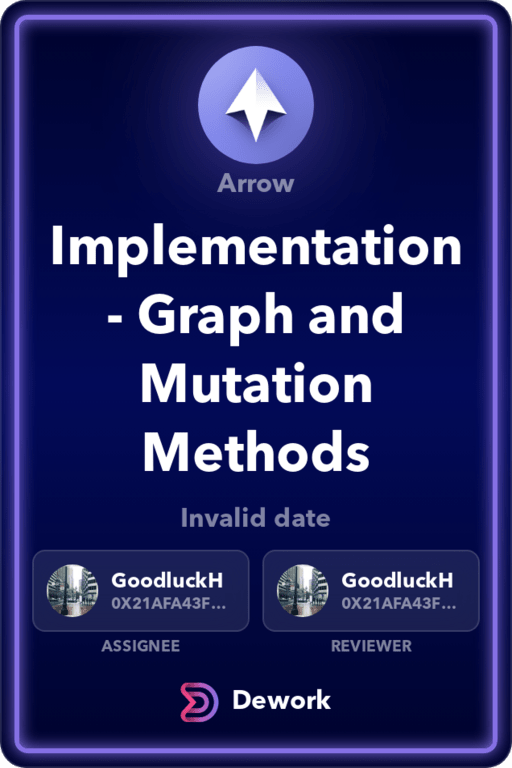 Arrow
Implementation
- Graph and
Mutation
Methods
Invalid date
GoodluckH
0X21AFA43F...
ASSIGNEE
GoodluckH
0X21AFA43F...
REVIEWER
Dework